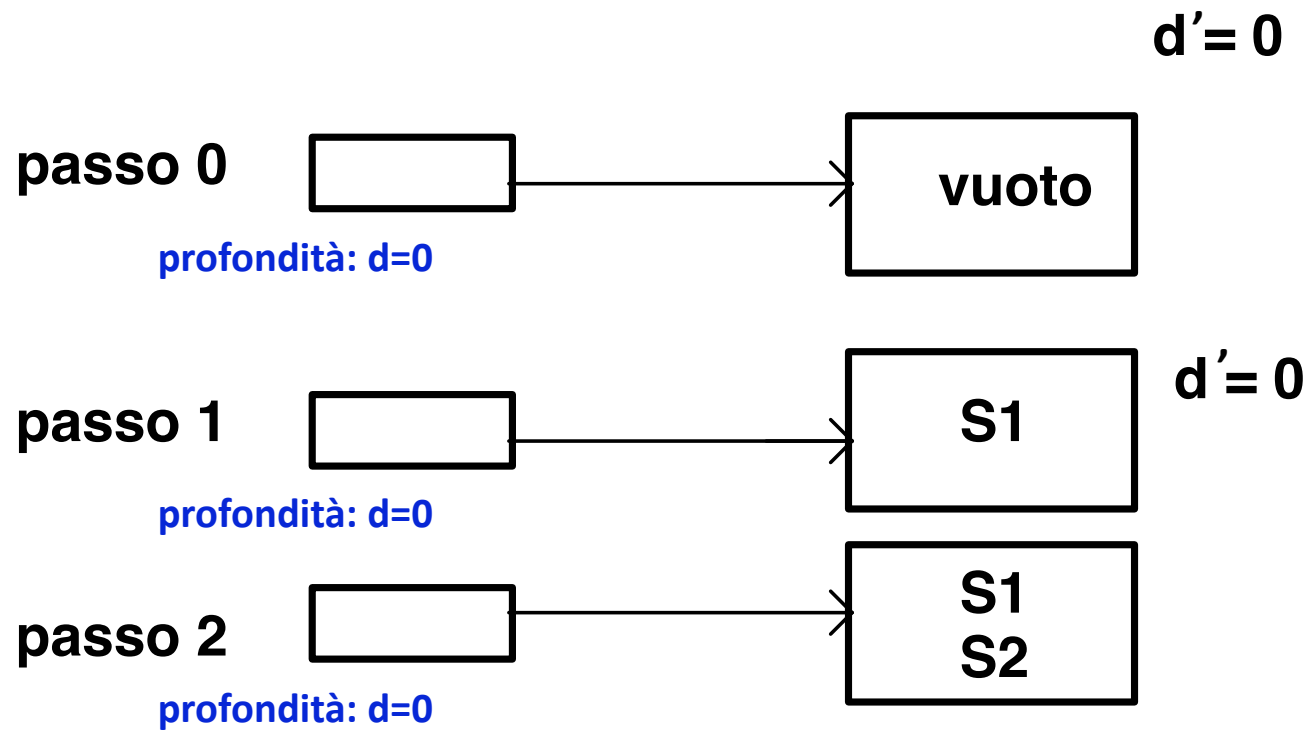 d’= 0
passo 0
vuoto
profondità: d=0
d’= 0
passo 1
S1
profondità: d=0
passo 2
S1
S2
profondità: d=0